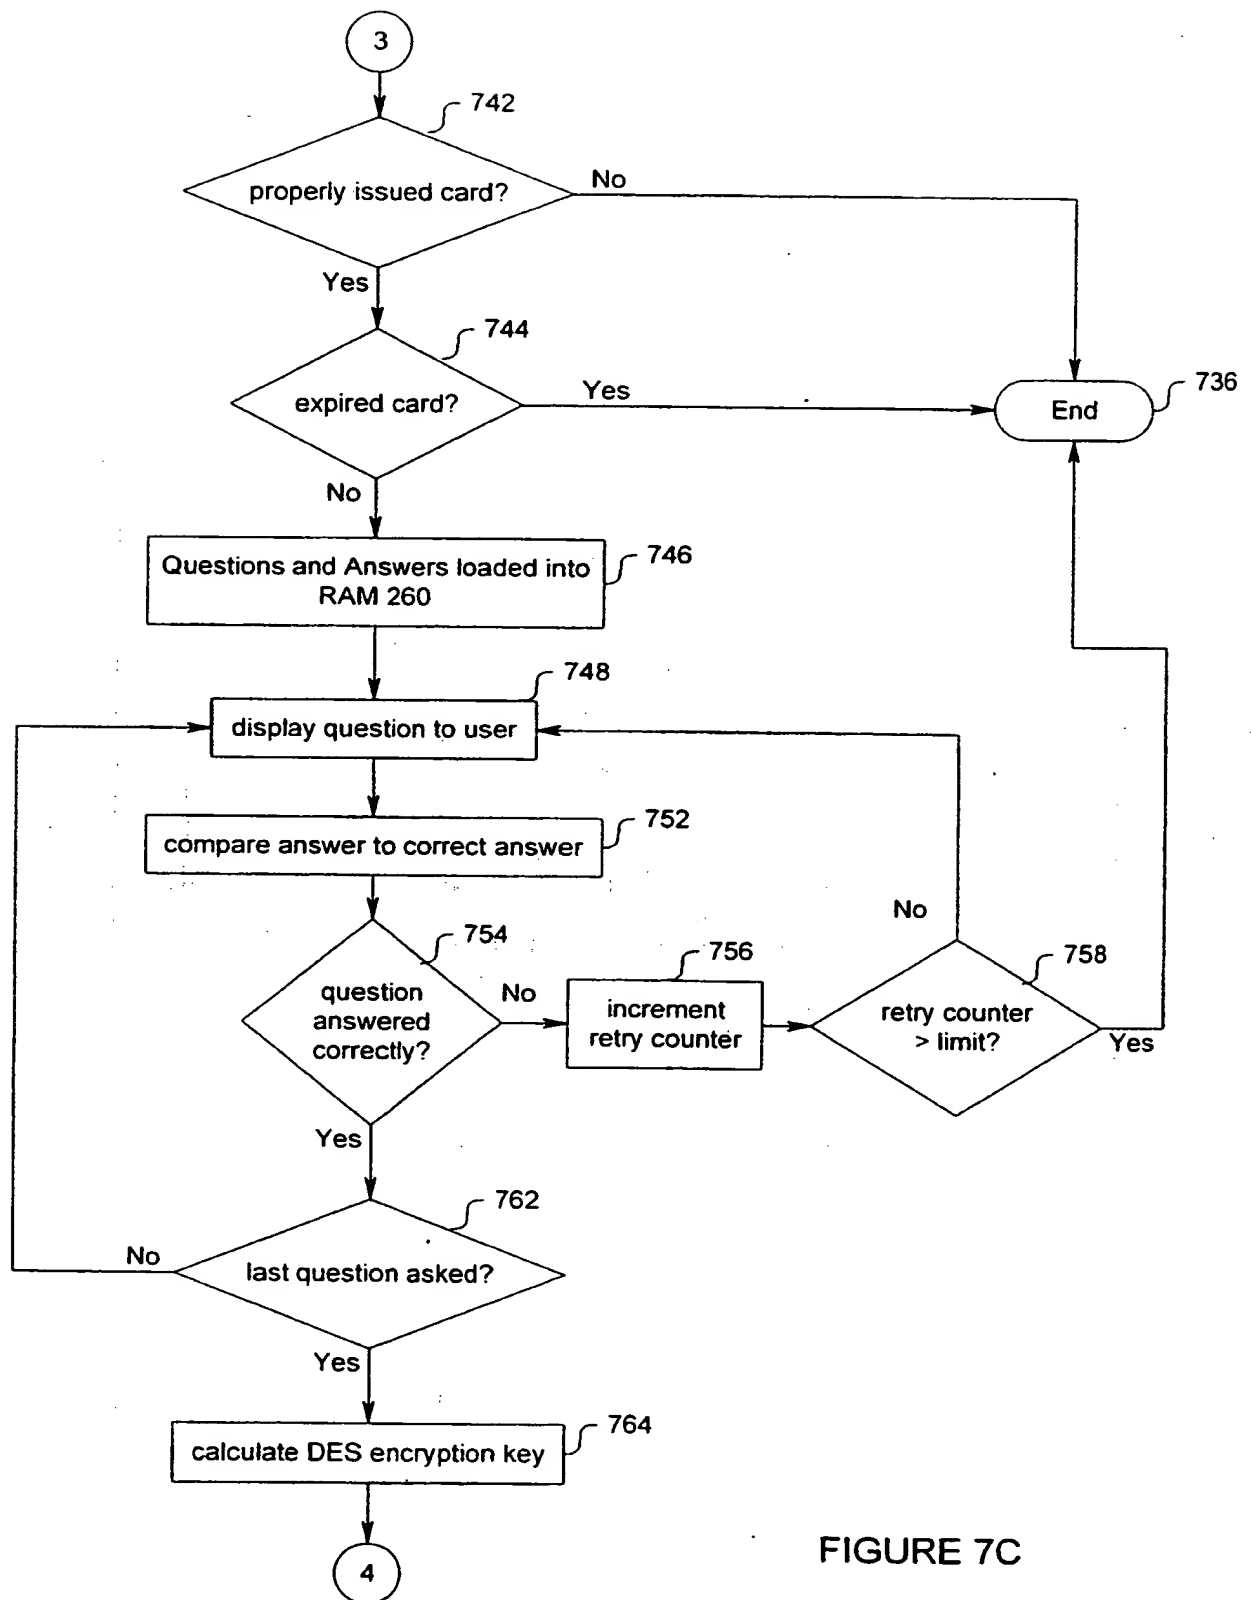 3
742
properly issued card?
No
Yes
744
expired card?
Yes
736
End
No
746
Questions and Answers loaded into
RAM 260
748
display question to user
752
compare answer to correct answer
754
question
answered
correctly?
No
756
increment
retry counter
No
758
retry counter
> limit?
Yes
Yes
762
last question asked?
No
Yes
764
calculate DES encryption key
4
FIGURE 7C